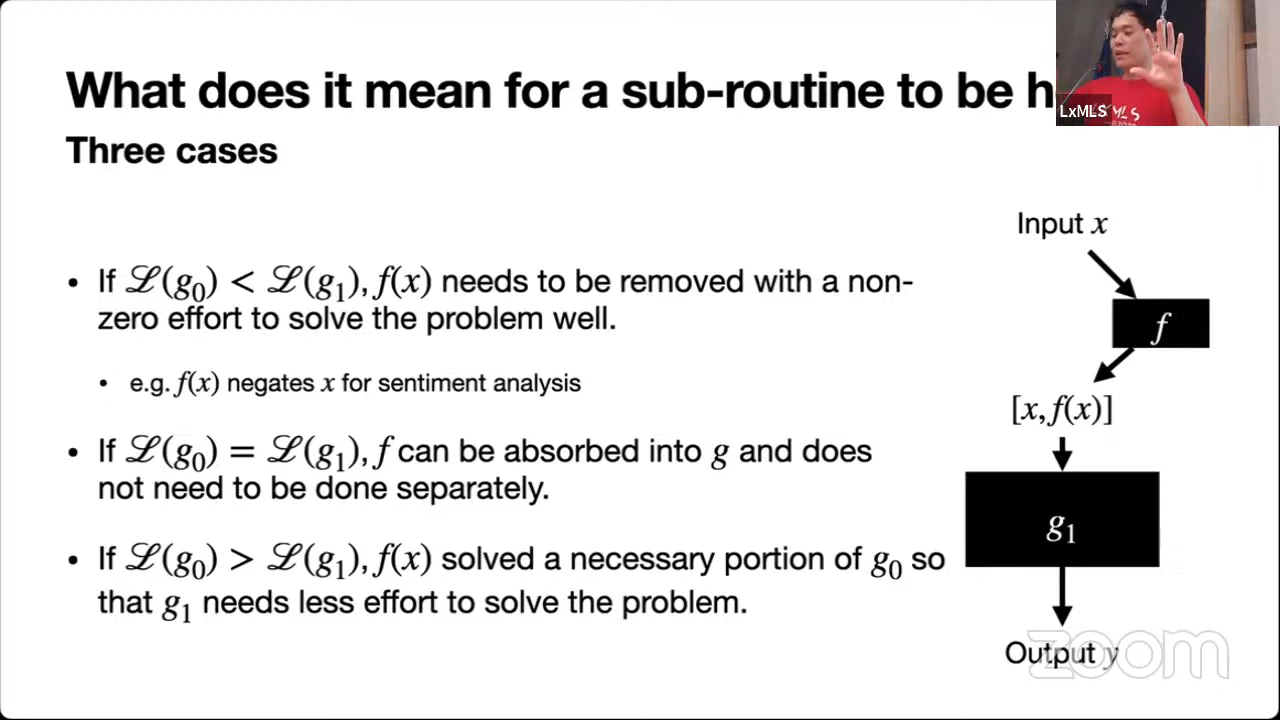 What does it mean for a sub-routine to be h
LxMLS
MLS
Three cases
Input x
• If ℒ(g₀) < ℒ(g₁), f(x) needs to be removed with a non-
zero effort to solve the problem well.
f
• e.g. f(x) negates x for sentiment analysis
[x, f(x)]
• If ℒ(g₀) = ℒ(g₁), f can be absorbed into g and does
not need to be done separately.
g₁
• If ℒ(g₀) > ℒ(g₁), f(x) solved a necessary portion of g₀ so
that g₁ needs less effort to solve the problem.
Output y
zoom